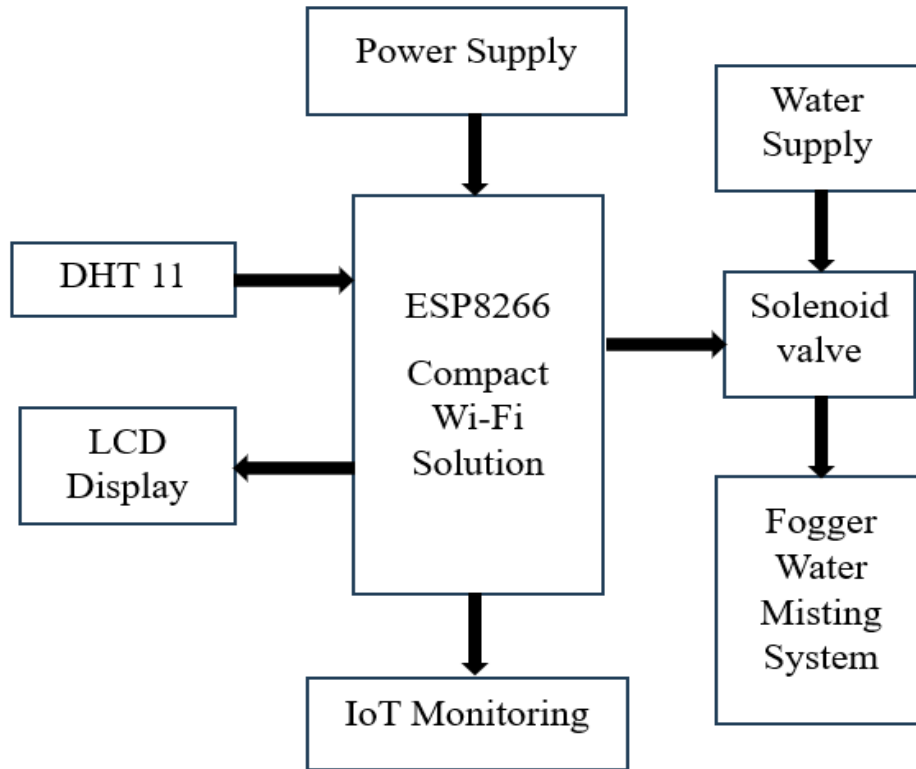 Power Supply
Water
Supply
DHT 11
ESP8266
Compact
Wi-Fi
Solution
Solenoid
valve
LCD
Display
Fogger
Water
Misting
System
IoT Monitoring